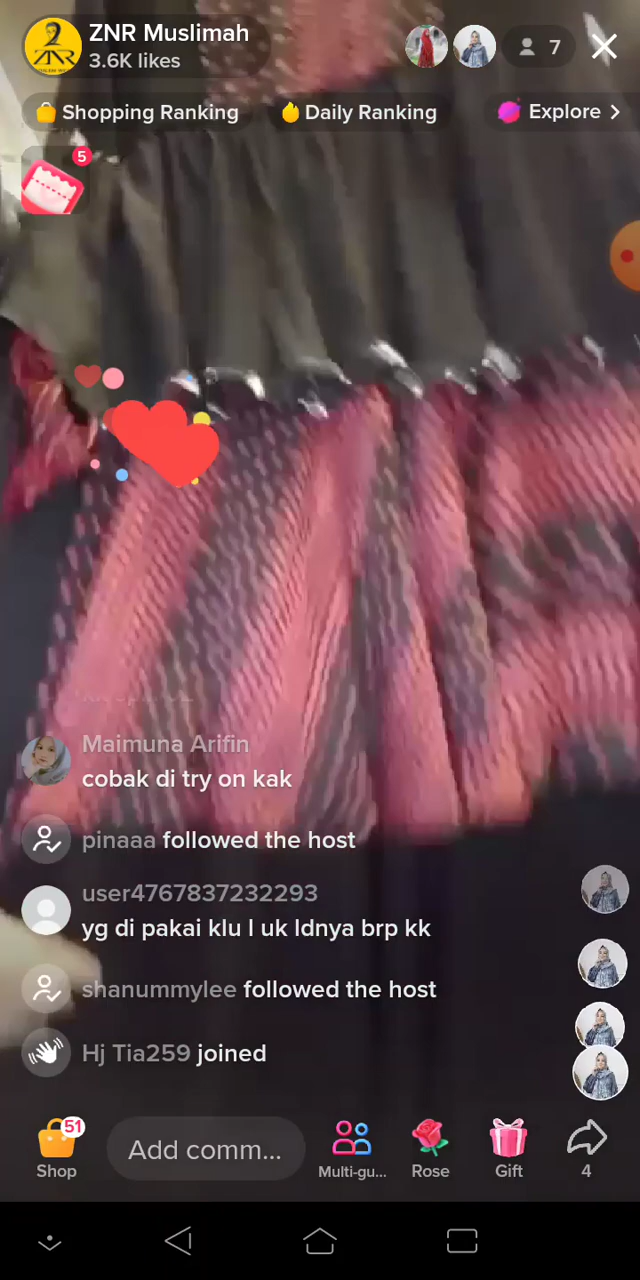 ZNR Muslimah
3.6K likes
7
Shopping Ranking
Daily Ranking
Explore
5
Maimuna Arifin
cobak di try on kak
pinaaa followed the host
user4767837232293
yg di pakai klu l uk ldnya brp kk
shanummylee followed the host
Hj Tia259 joined
51
Shop
Add comm...
Multi-gu...
Rose
Gift
4
ZNR